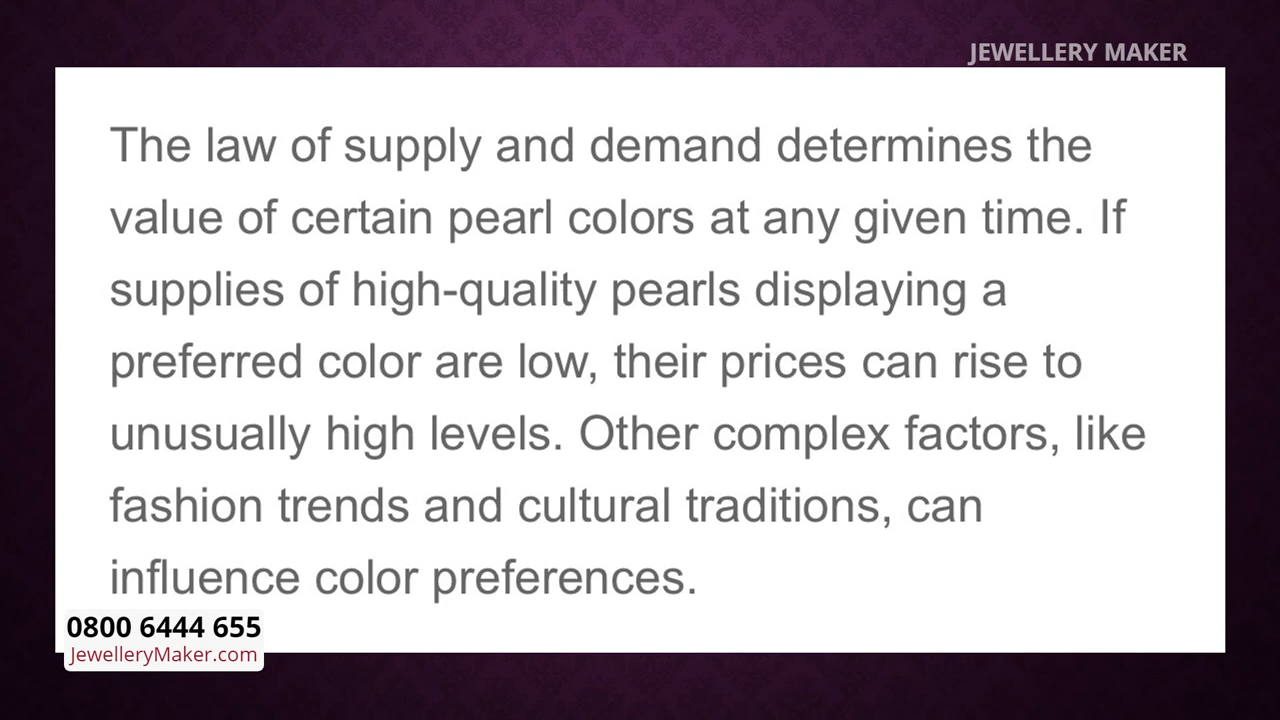 JEWELLERY MAKER
The law of supply and demand determines the
value of certain pearl colors at any given time. If
supplies of high-quality pearls displaying a
preferred color are low, their prices can rise to
unusually high levels. Other complex factors, like
fashion trends and cultural traditions, can
influence color preferences.
0800 6444 655
JewelleryMaker.com